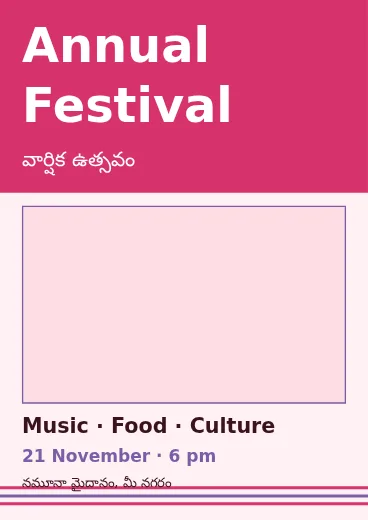 Annual
Festival
వార్షిక ఉత్సవం
Music · Food · Culture
21 November · 6 pm
నమూనా మైదానం, మీ నగరం